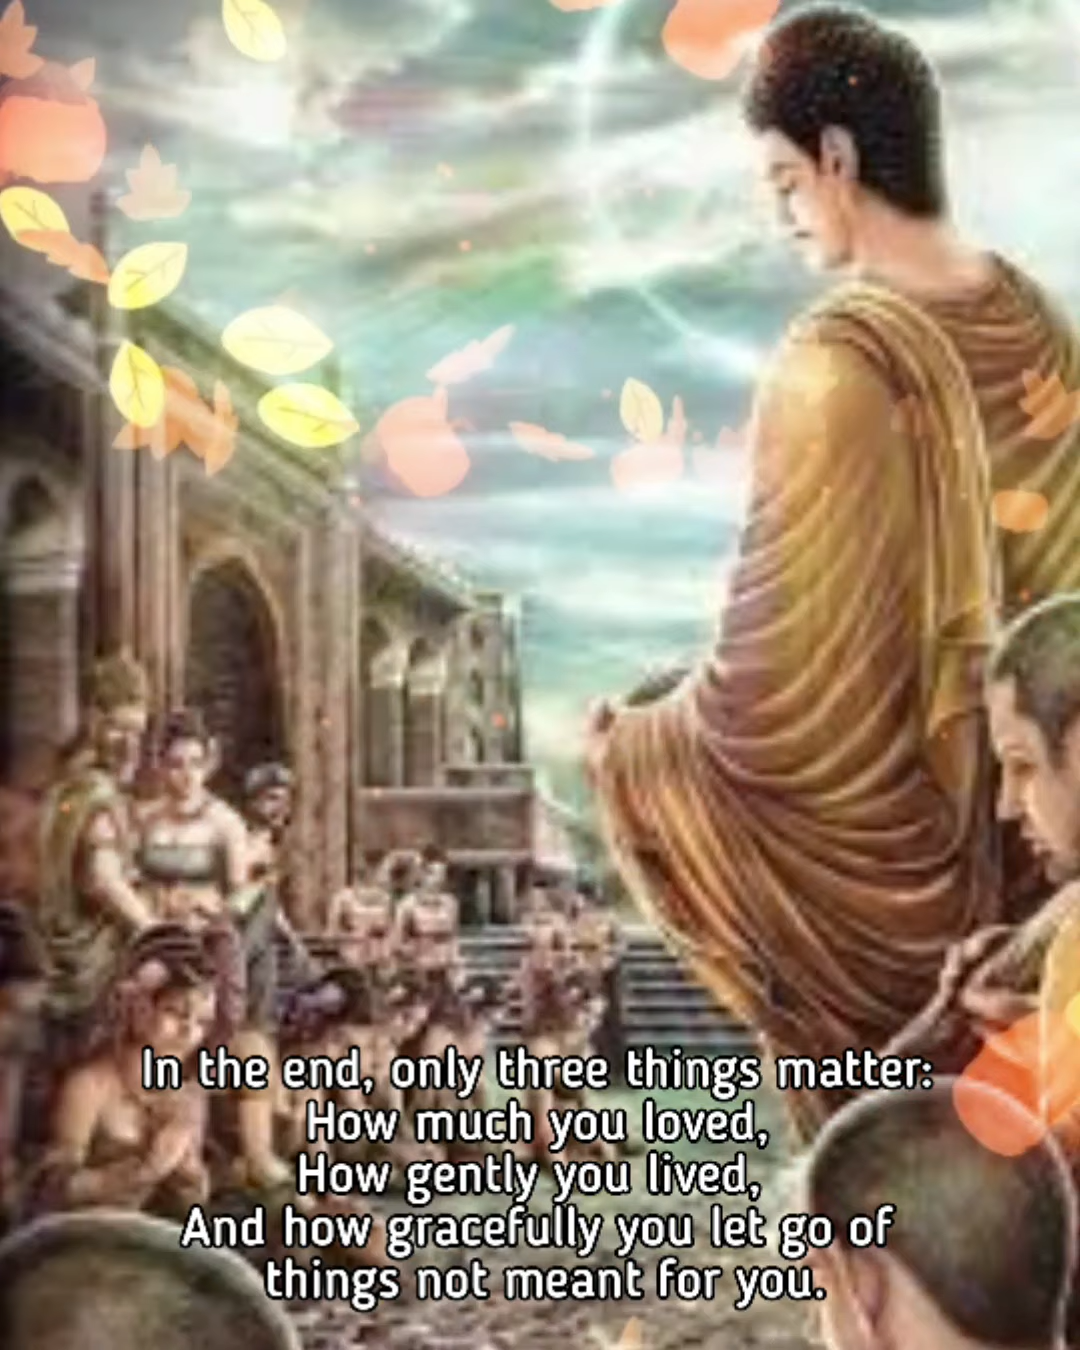 In the end, only three things matter:
How much you loved,
How gently you lived,
And how gracefully you let go of
things not meant for you.